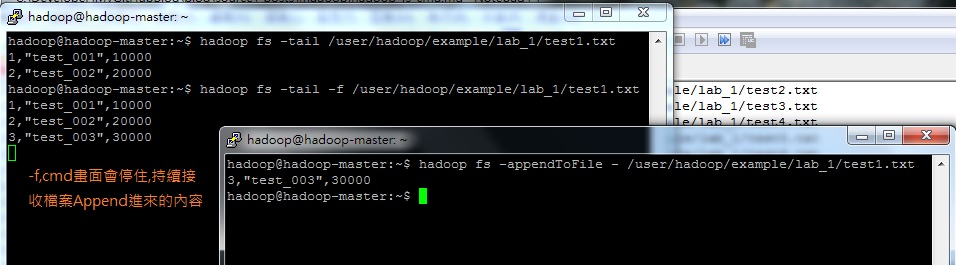 hadoop@hadoop-master: ~
hadoop@hadoop-master:~$ hadoop fs -tail /user/hadoop/example/lab_1/test1.txt
1,"test_001",10000
2,"test_002",20000
hadoop@hadoop-master:~$ hadoop fs -tail -f /user/hadoop/example/lab_1/test1.txt
1,"test_001",10000
2,"test_002",20000
3,"test_003",30000
-f,cmd畫面會停住,持續接
收檔案Append進來的內容
le/lab_1/test2.txt
le/lab_1/test3.txt
le/lab_1/test4.txt
hadoop@hadoop-master: ~
hadoop@hadoop-master:~$ hadoop fs -appendToFile - /user/hadoop/example/lab_1/test1.txt
3,"test_003",30000
hadoop@hadoop-master:~$